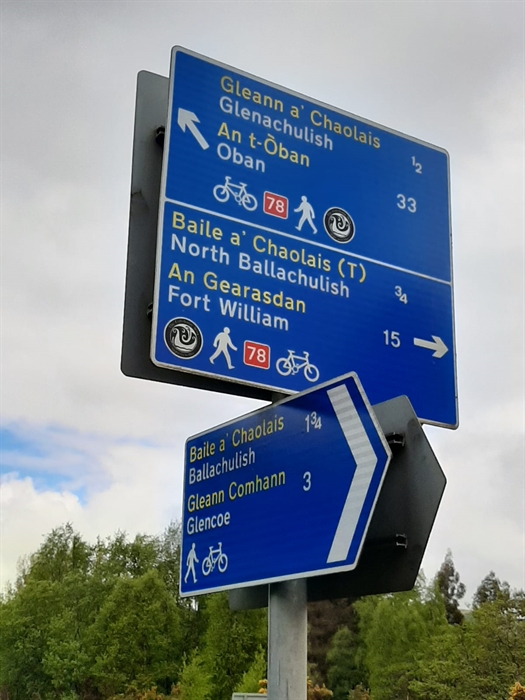 Gleann a' Chaolais
Glenachulish ½
An t-Òban
Oban 33
78
Baile a' Chaolais (T)
North Ballachulish ¾
An Gearasdan
Fort William 15
78
Baile a' Chaolais 1¾
Ballachulish
Gleann Comhann 3
Glencoe